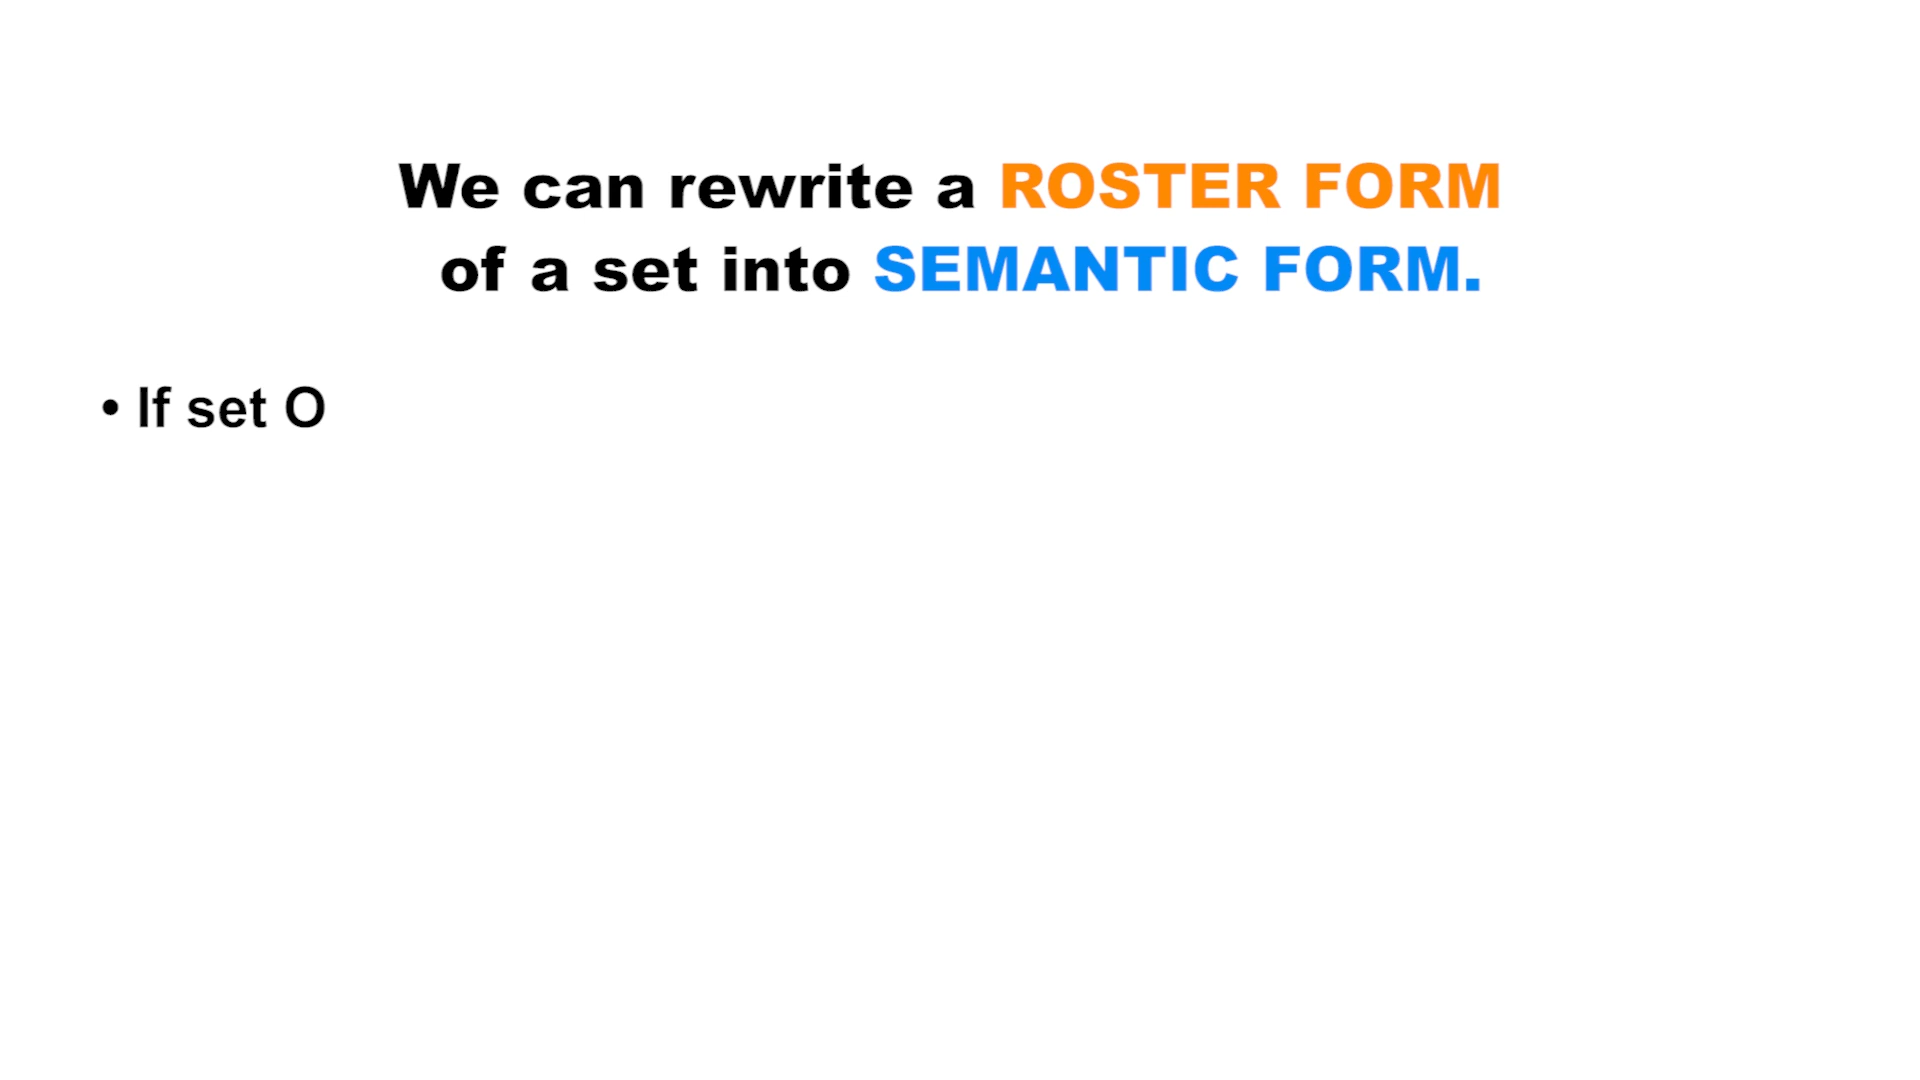 We can rewrite a ROSTER FORM
of a set into SEMANTIC FORM.
• If set O